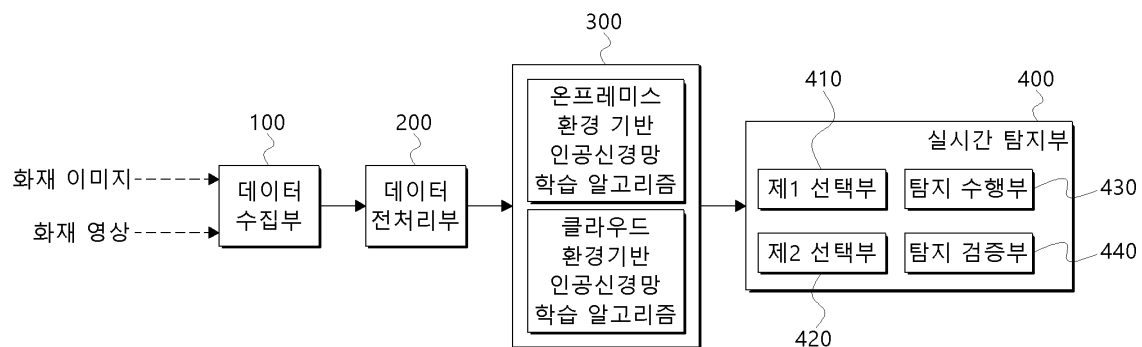 화재 이미지
화재 영상
100
데이터
수집부
200
데이터
전처리부
300
온프레미스
환경 기반
인공신경망
학습 알고리즘
클라우드
환경기반
인공신경망
학습 알고리즘
400
실시간 탐지부
410
제1 선택부
탐지 수행부
430
제2 선택부
탐지 검증부
440
420